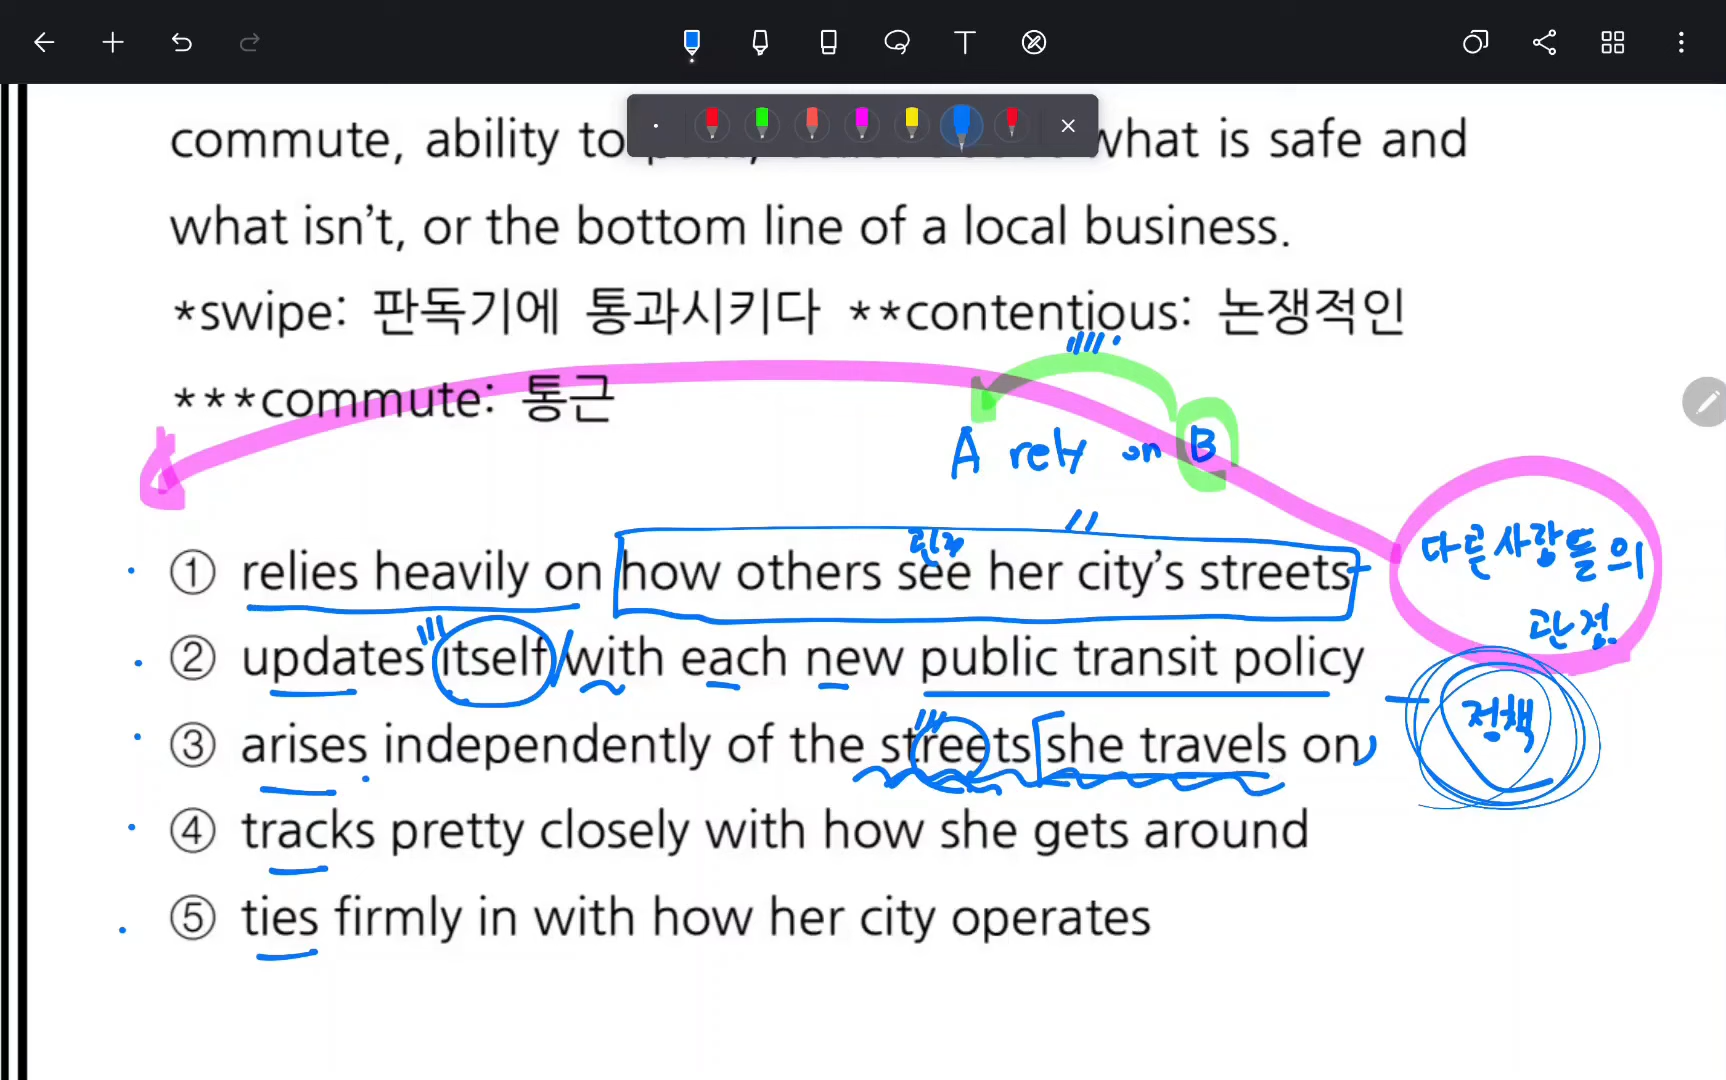 commute, ability to what is safe and
what isn't, or the bottom line of a local business.
*swipe: 판독기에 통과시키다 **contentious: 논쟁적인
***commute: 통근
A rely on B
관점
① relies heavily on how others see her city's streets
다른 사람들의
관점
② updates itself with each new public transit policy
정책
③ arises independently of the streets she travels on
④ tracks pretty closely with how she gets around
⑤ ties firmly in with how her city operates